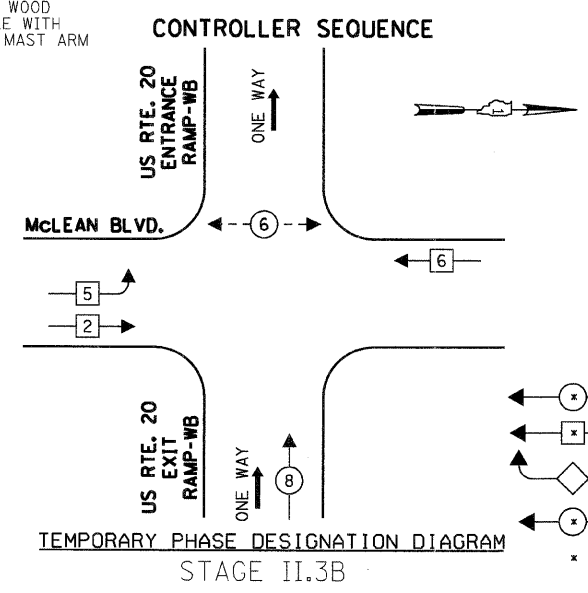 WOOD
E WITH
MAST ARM
CONTROLLER SEQUENCE
US RTE. 20
ENTRANCE
RAMP-WB
ONE WAY
McLEAN BLVD.
6
6
5
2
US RTE. 20
EXIT
RAMP-WB
ONE WAY
8
*
*
*
*
TEMPORARY PHASE DESIGNATION DIAGRAM
STAGE II.3B